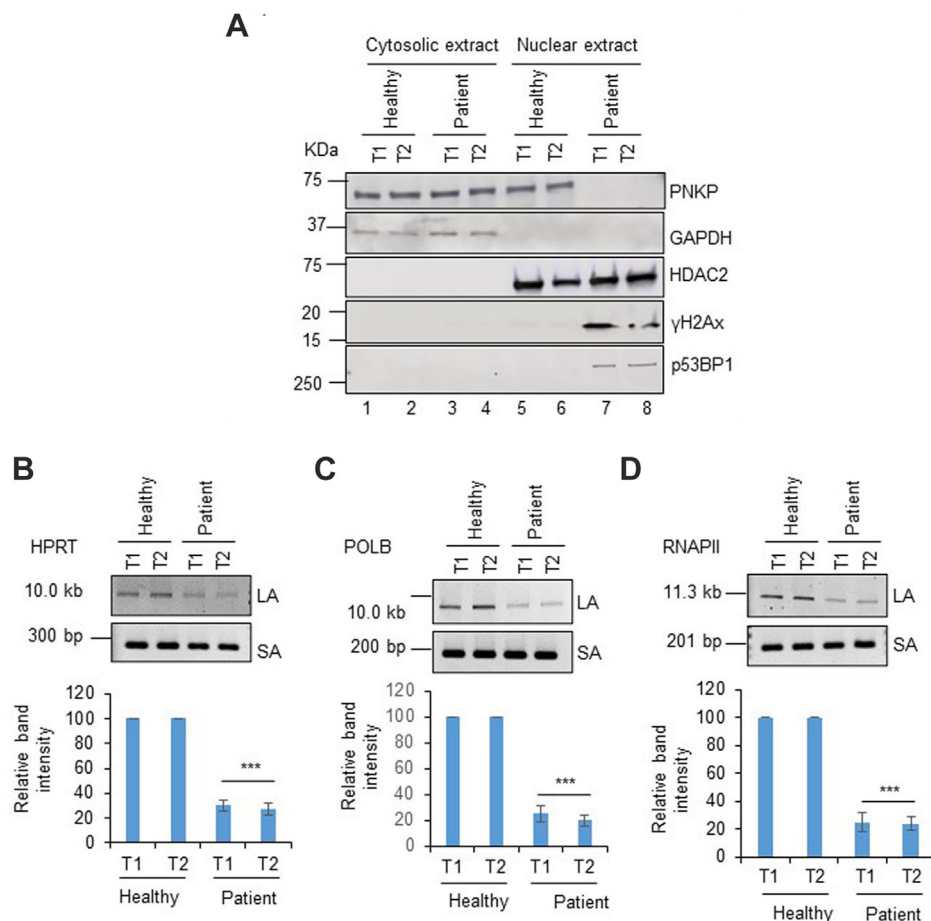 A
Cytosolic extract Nuclear extract
Healthy Patient Healthy Patient
KDa T1 T2 T1 T2 T1 T2 T1 T2
75 PNKP
37 GAPDH
75 HDAC2
20 γH2Ax
15
p53BP1
250
1 2 3 4 5 6 7 8
B
Healthy Patient
HPRT T1 T2 T1 T2
10.0 kb LA
300 bp SA
Relative band intensity
120
100
80
60
40
20
0
***
T1 T2 T1 T2
Healthy Patient
C
Healthy Patient
POLB T1 T2 T1 T2
10.0 kb LA
200 bp SA
Relative band intensity
120
100
80
60
40
20
0
***
T1 T2 T1 T2
Healthy Patient
D
Healthy Patient
RNAPII T1 T2 T1 T2
11.3 kb LA
201 bp SA
Relative band intensity
120
100
80
60
40
20
0
***
T1 T2 T1 T2
Healthy Patient